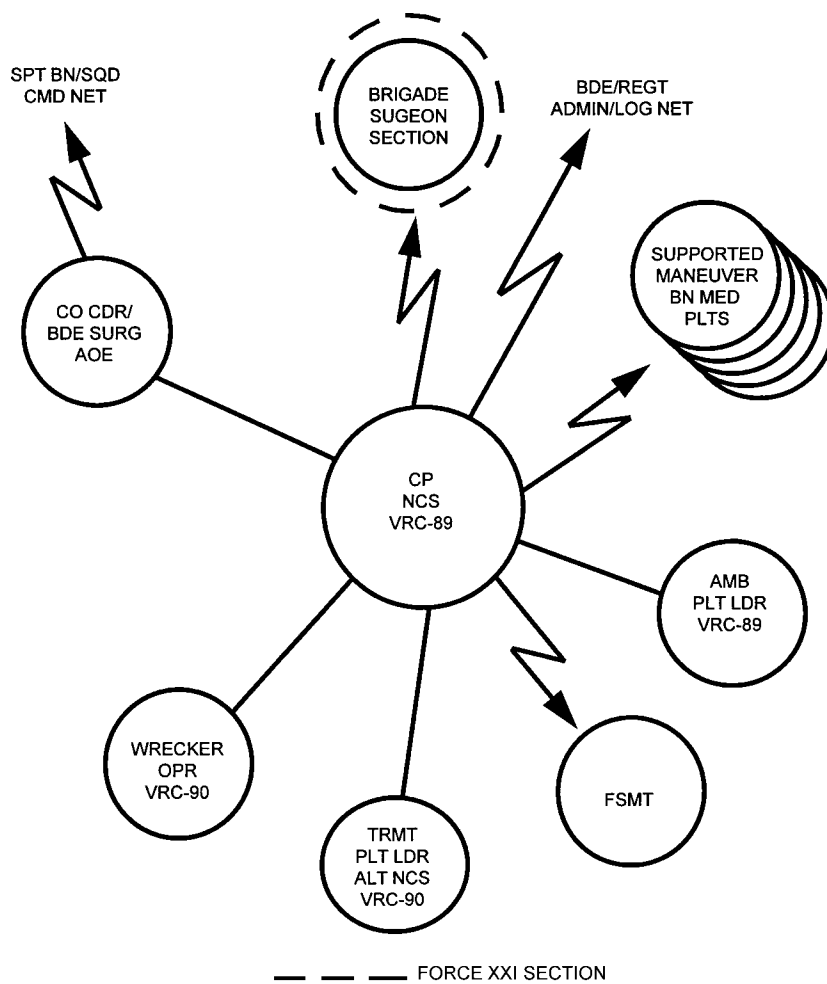 SPT BN/SQD
CMD NET
BRIGADE
SUGEON
SECTION
BDE/REGT
ADMIN/LOG NET
SUPPORTED
MANEUVER
BN MED
PLTS
CO CDR/
BDE SURG
AOE
CP
NCS
VRC-89
AMB
PLT LDR
VRC-89
WRECKER
OPR
VRC-90
TRMT
PLT LDR
ALT NCS
VRC-90
FSMT
FORCE XXI SECTION